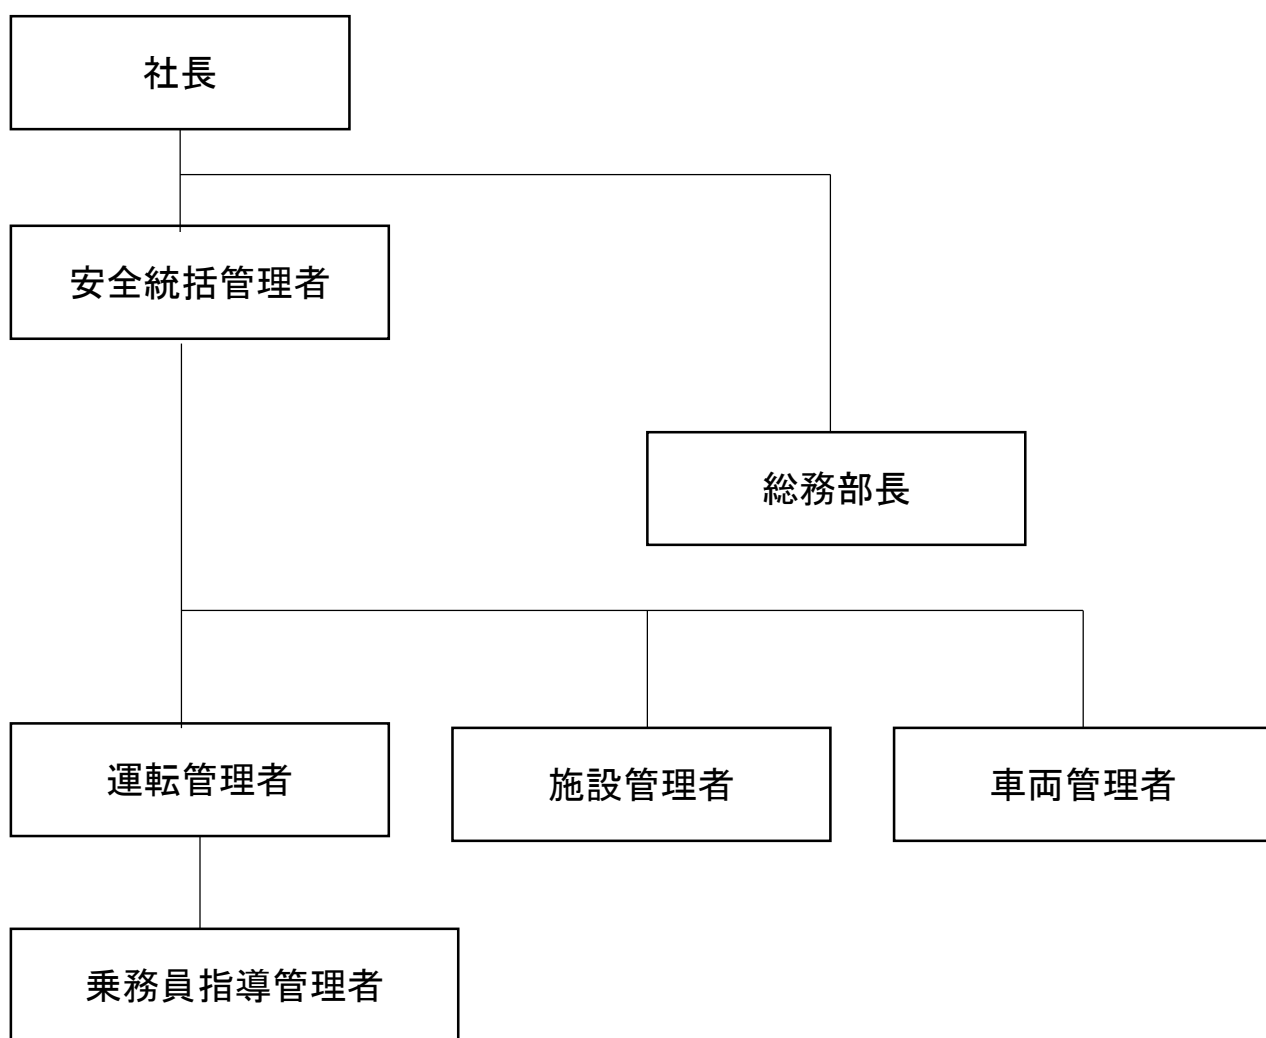 社長
安全統括管理者
総務部長
運転管理者
施設管理者
車両管理者
乗務員指導管理者